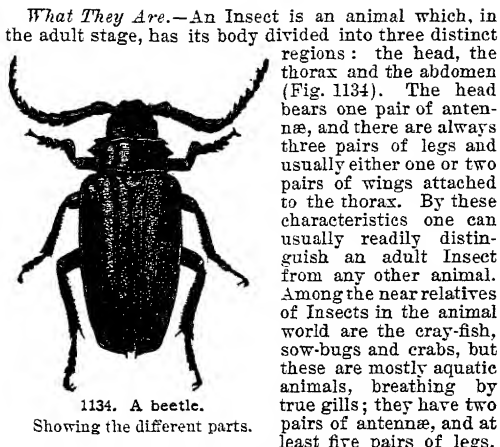 What They Are.—An Insect is an animal which, in
the adult stage, has its body divided into three distinct
regions: the head, the
thorax and the abdomen
(Fig. 1134). The head
bears one pair of anten-
næ, and there are always
three pairs of legs and
usually either one or two
pairs of wings attached
to the thorax. By these
characteristics one can
usually readily distin-
guish an adult Insect
from any other animal.
Among the near relatives
of Insects in the animal
world are the cray-fish,
sow-bugs and crabs, but
these are mostly aquatic
animals, breathing by
true gills; they have two
pairs of antennæ, and at
least five pairs of legs.
1134. A beetle.
Showing the different parts.